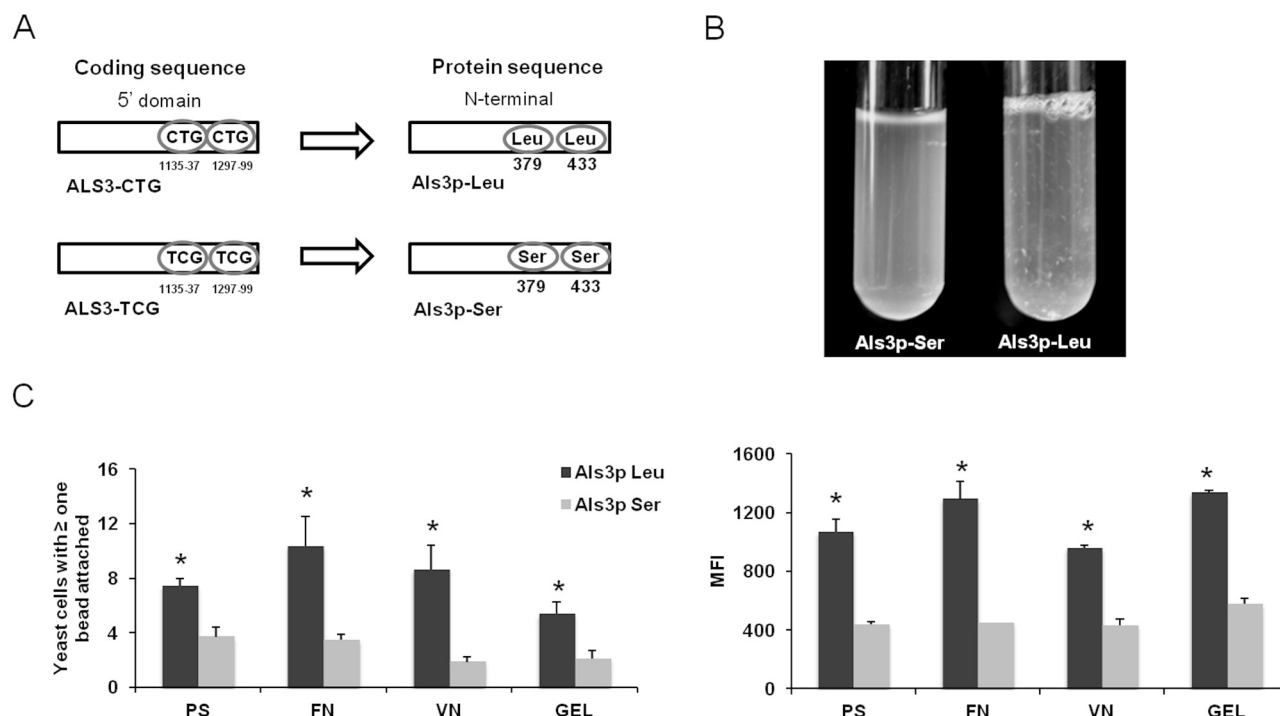 A
Coding sequence
5' domain
CTG CTG
1135-37 1297-99
ALS3-CTG
Protein sequence
N-terminal
Leu Leu
379 433
Als3p-Leu
TCG TCG
1135-37 1297-99
ALS3-TCG
Ser Ser
379 433
Als3p-Ser
B
Als3p-Ser Als3p-Leu
C
Yeast cells with ≥ one
bead attached
16
12
8
4
0
* * * *
PS FN VN GEL
Als3p Leu
Als3p Ser
MFI
1600
1200
800
400
0
* * * *
PS FN VN GEL